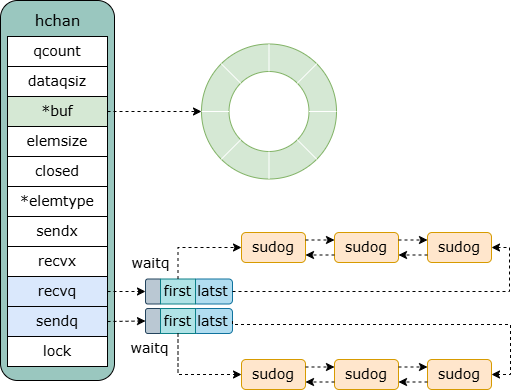 hchan
qcount
dataqsiz
*buf
elemsize
closed
*elemtype
sendx
recvx
recvq
sendq
lock
sudog sudog sudog
waitq
first latst
first latst
waitq
sudog sudog sudog